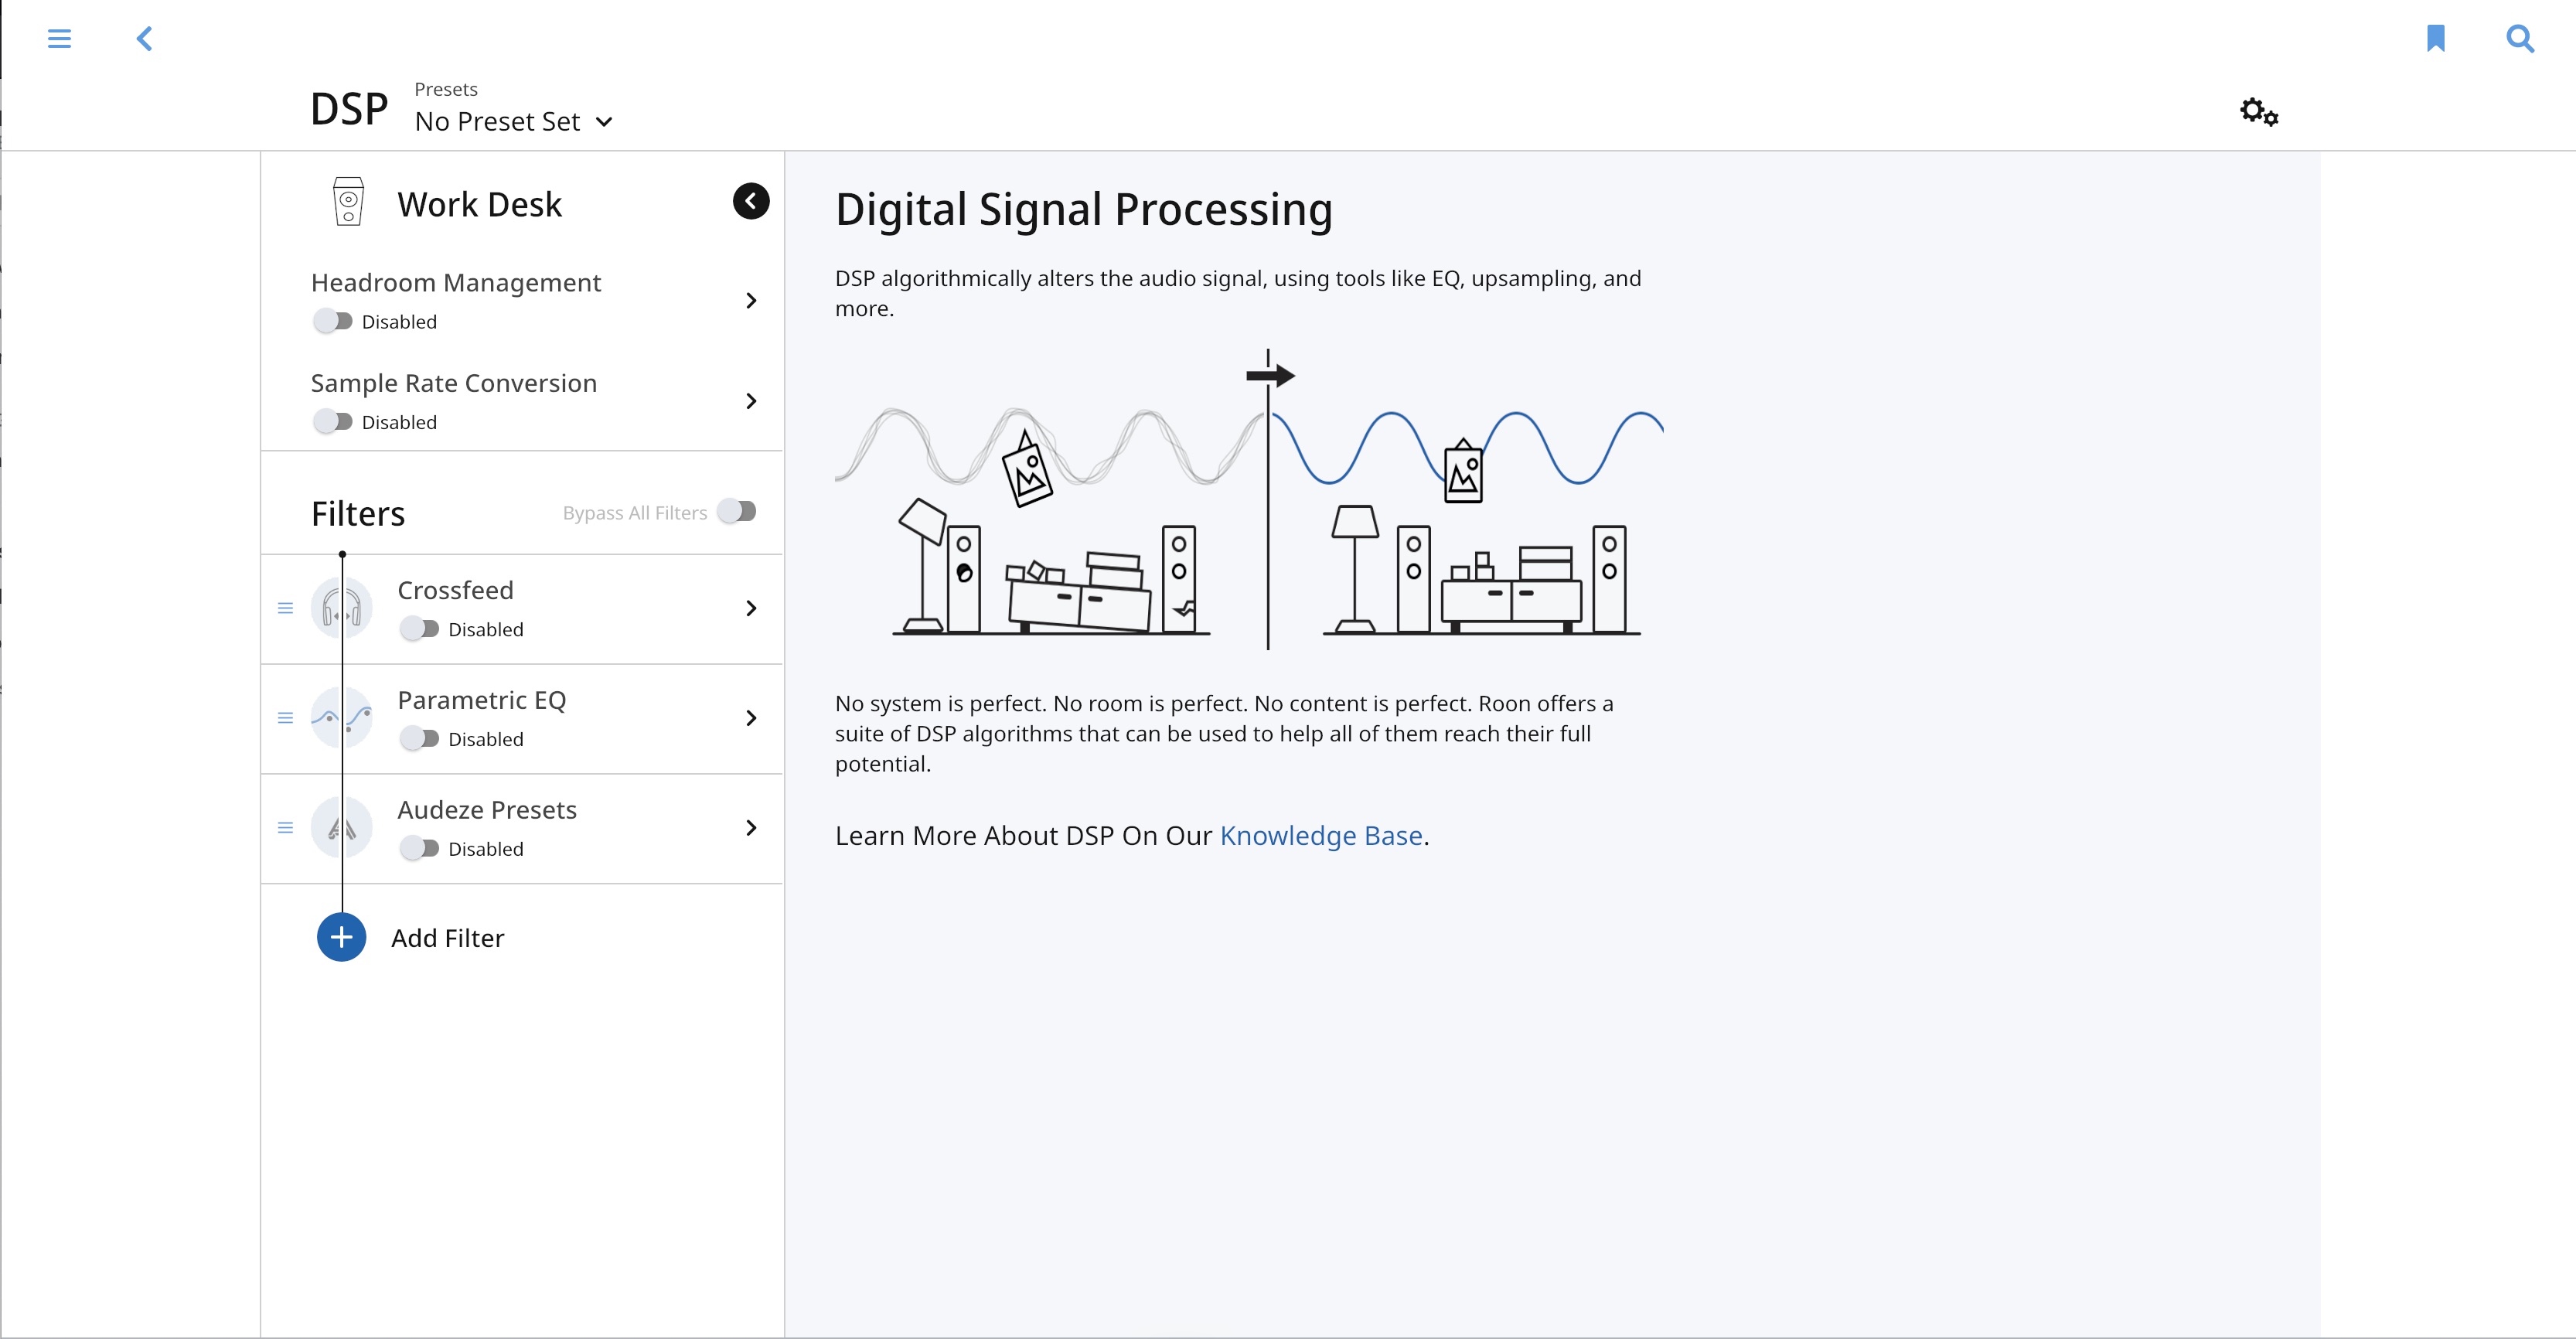 DSP
Presets
No Preset Set
Work Desk
Headroom Management
Disabled
Sample Rate Conversion
Disabled
Filters
Bypass All Filters
Crossfeed
Disabled
Parametric EQ
Disabled
Audeze Presets
Disabled
Add Filter
Digital Signal Processing
DSP algorithmically alters the audio signal, using tools like EQ, upsampling, and
more.
No system is perfect. No room is perfect. No content is perfect. Roon offers a
suite of DSP algorithms that can be used to help all of them reach their full
potential.
Learn More About DSP On Our Knowledge Base.